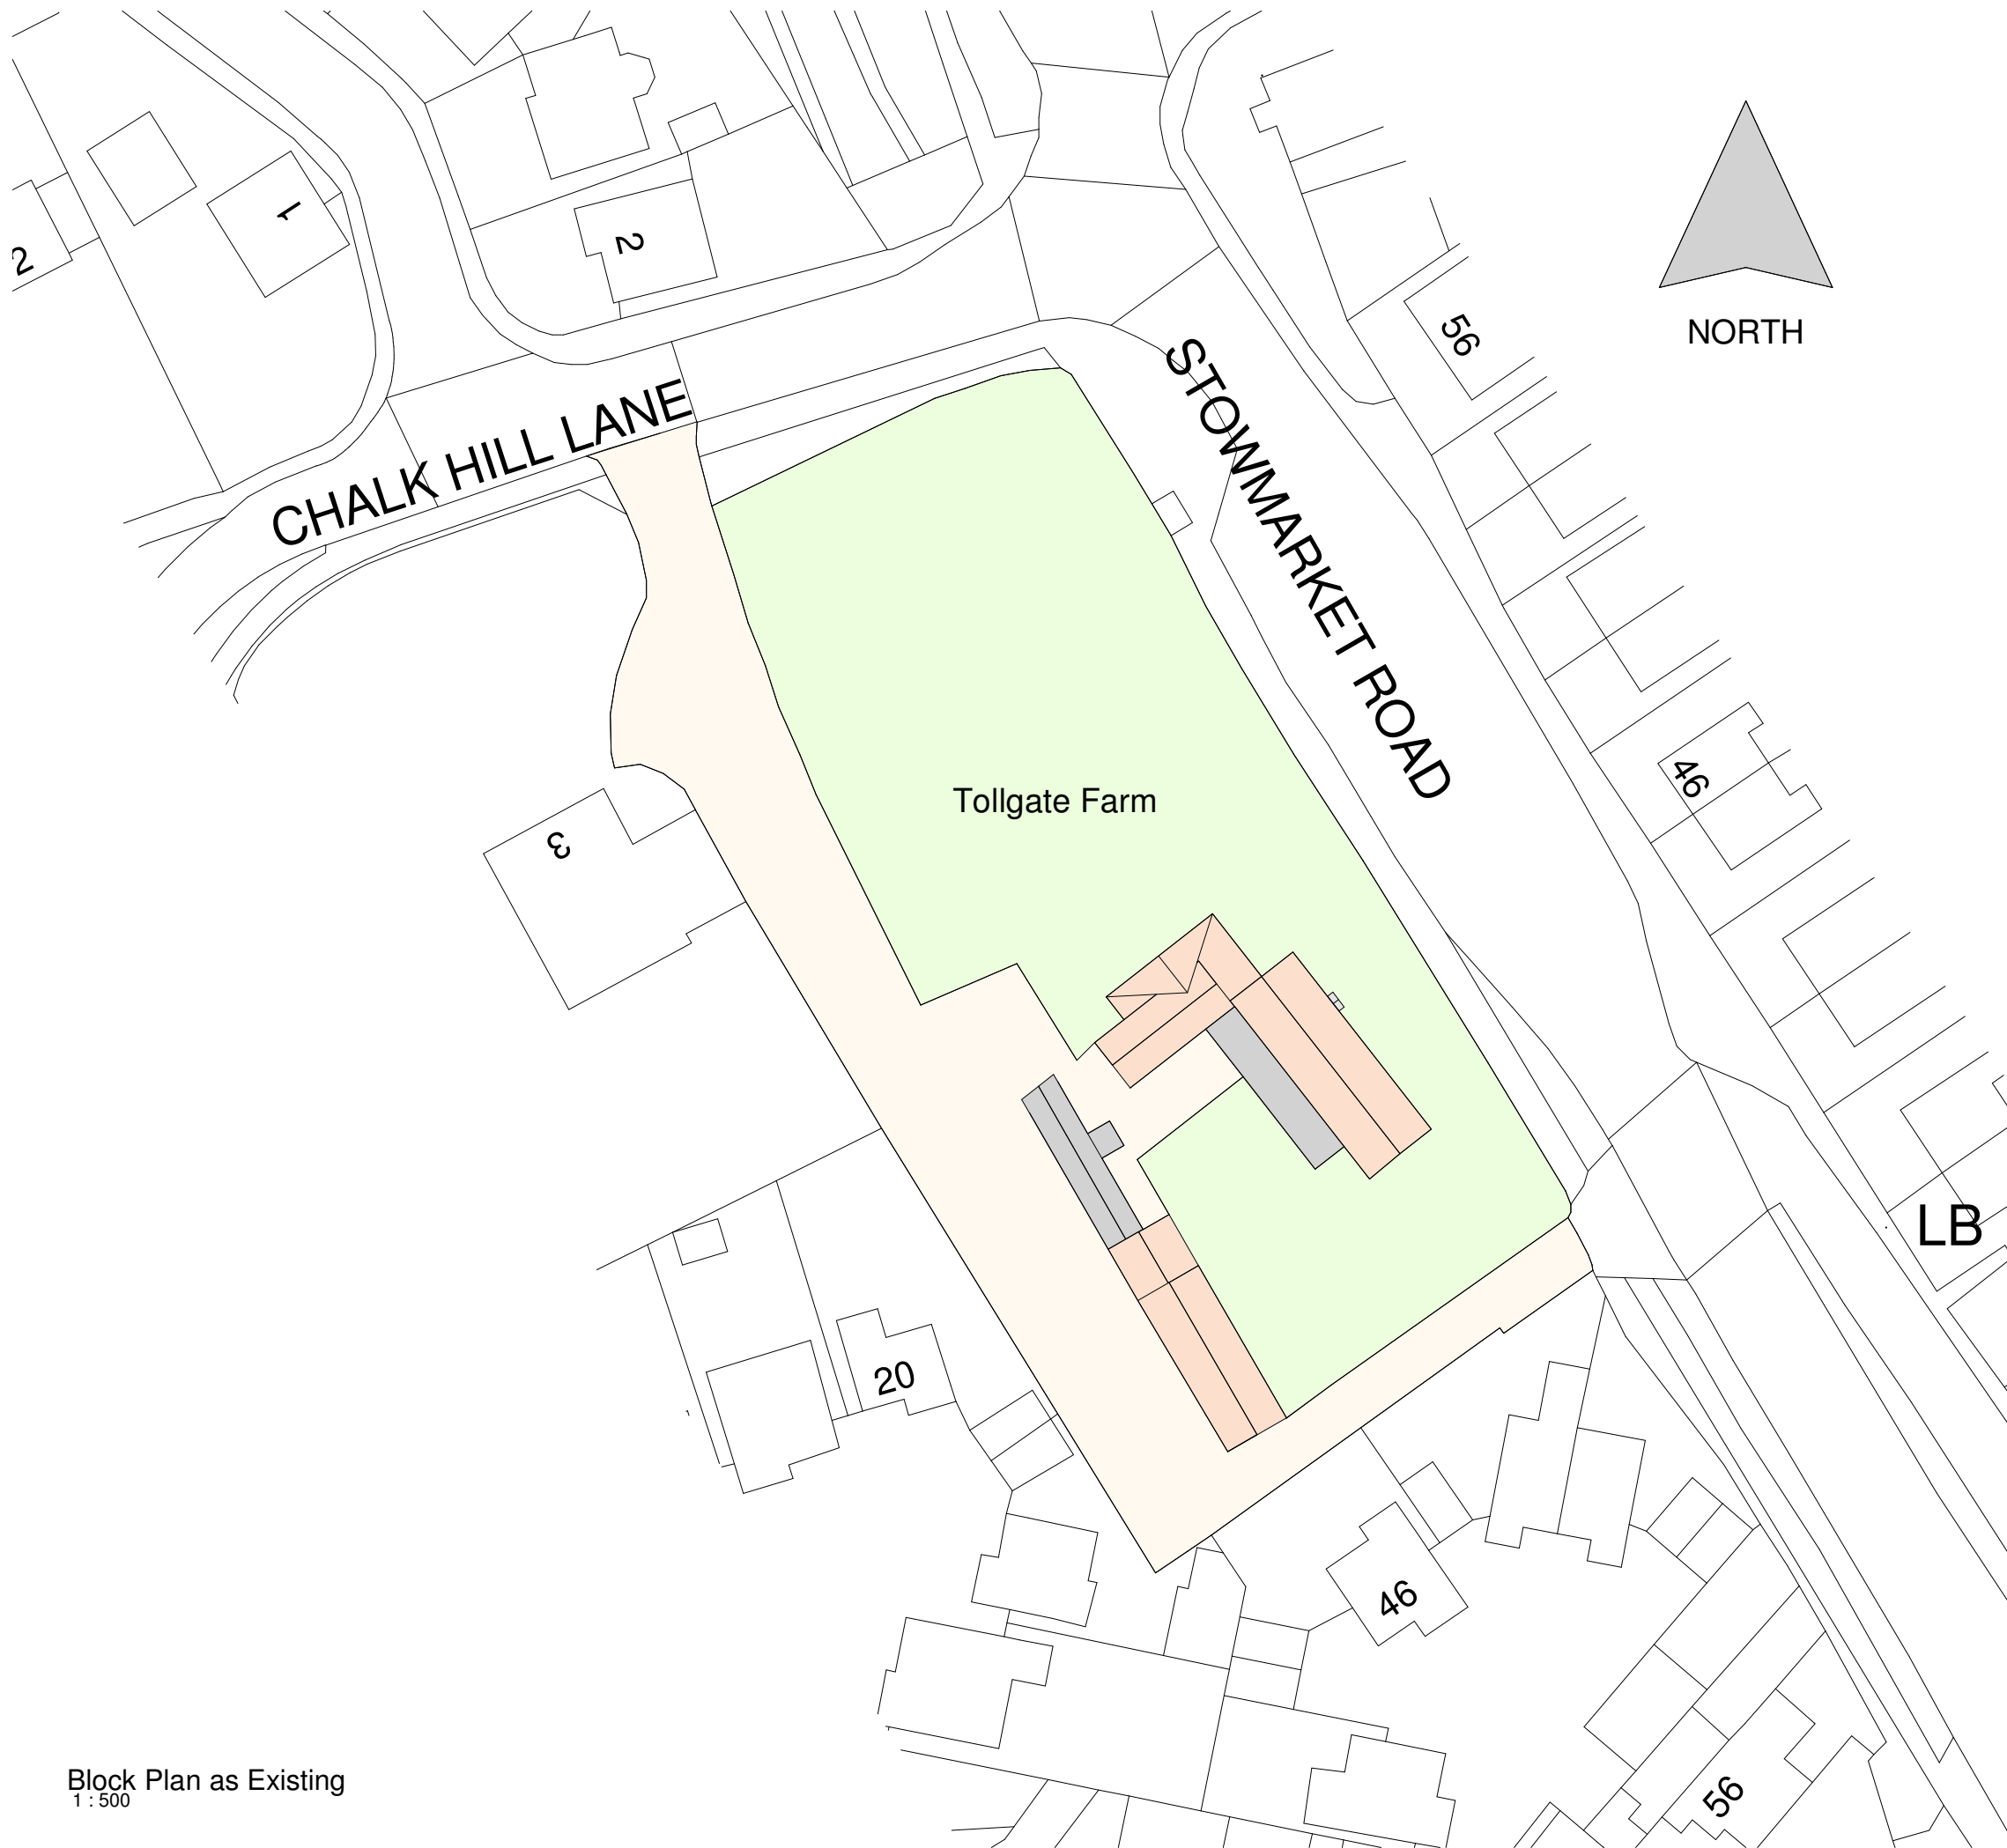 1
2
2
NORTH
56
STOWMARKET ROAD
CHALK HILL LANE
46
Tollgate Farm
3
LB
20
46
Block Plan as Existing
1 : 500
56